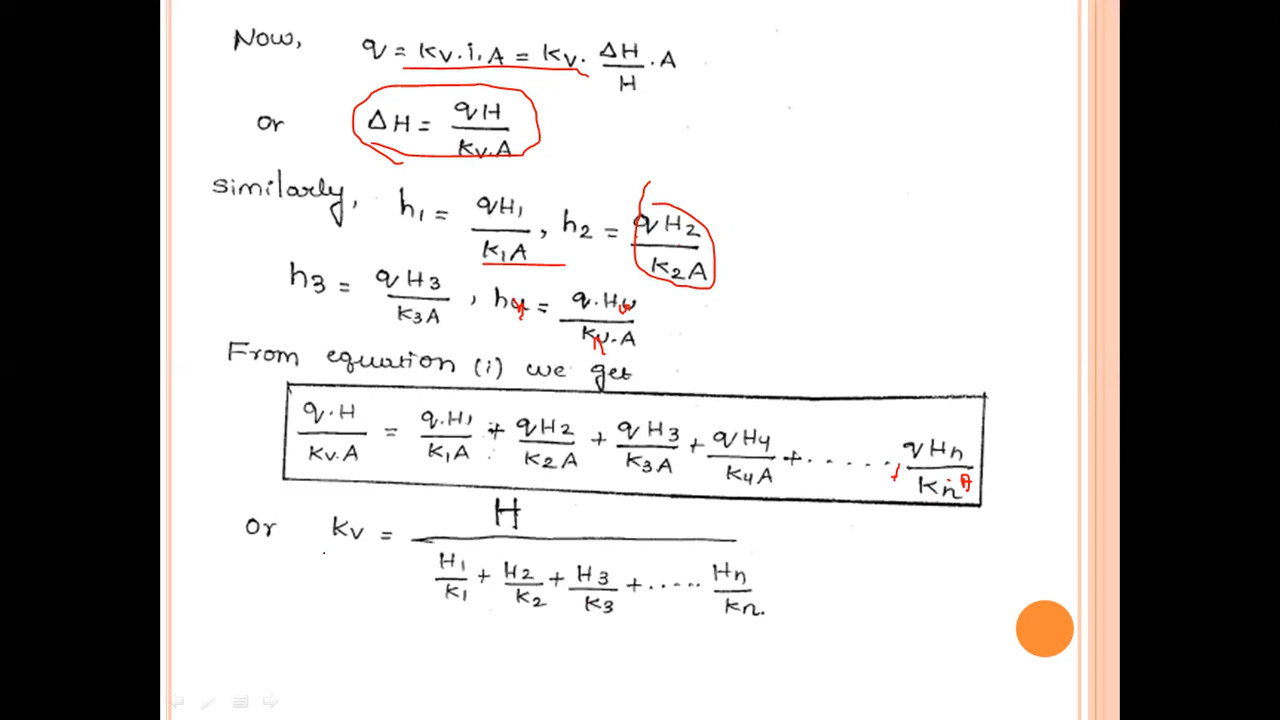 Now, q = Kv.i.A = Kv. ΔH/H . A
or ΔH = qH/Kv.A
similarly, h1 = qH1/K1A, h2 = qH2/K2A
h3 = qH3/K3A, h4 = q.H4/K4.A
From equation (i) we get
q.H/Kv.A = q.H1/K1A + qH2/K2A + qH3/K3A + qH4/K4A + ...... + qHn/KnA
or Kv = H / (H1/K1 + H2/K2 + H3/K3 + ...... Hn/Kn.)